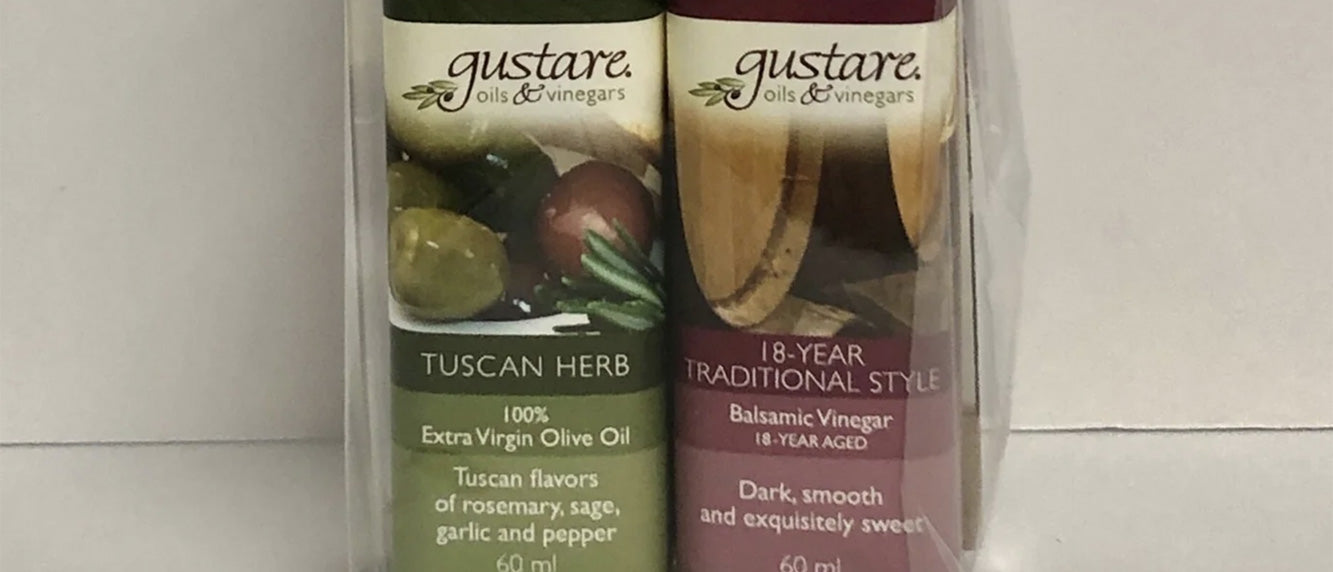 gustare.
oils & vinegars
TUSCAN HERB
100%
Extra Virgin Olive Oil
Tuscan flavors
of rosemary, sage,
garlic and pepper
60 ml
gustare.
oils & vinegars
18-YEAR
TRADITIONAL STYLE
Balsamic Vinegar
18-YEAR AGED
Dark, smooth
and exquisitely sweet
60 ml